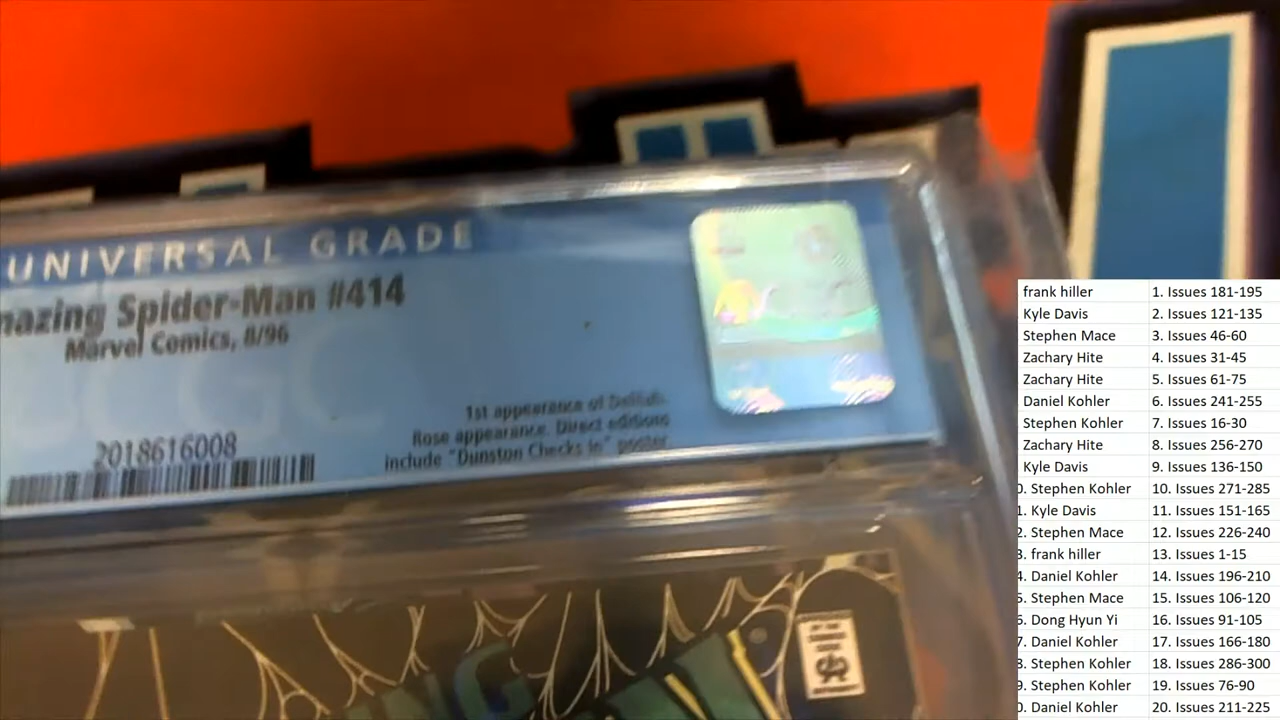 UNIVERSAL GRADE
mazing Spider-Man #414
Marvel Comics, 8/96
1st appearance of Delilah.
Rose appearance. Direct editions
include "Dunston Checks in" poster.
2018616008
frank hiller 1. Issues 181-195
Kyle Davis 2. Issues 121-135
Stephen Mace 3. Issues 46-60
Zachary Hite 4. Issues 31-45
Zachary Hite 5. Issues 61-75
Daniel Kohler 6. Issues 241-255
Stephen Kohler 7. Issues 16-30
Zachary Hite 8. Issues 256-270
Kyle Davis 9. Issues 136-150
0. Stephen Kohler 10. Issues 271-285
1. Kyle Davis 11. Issues 151-165
2. Stephen Mace 12. Issues 226-240
3. frank hiller 13. Issues 1-15
4. Daniel Kohler 14. Issues 196-210
5. Stephen Mace 15. Issues 106-120
6. Dong Hyun Yi 16. Issues 91-105
7. Daniel Kohler 17. Issues 166-180
8. Stephen Kohler 18. Issues 286-300
9. Stephen Kohler 19. Issues 76-90
0. Daniel Kohler 20. Issues 211-225